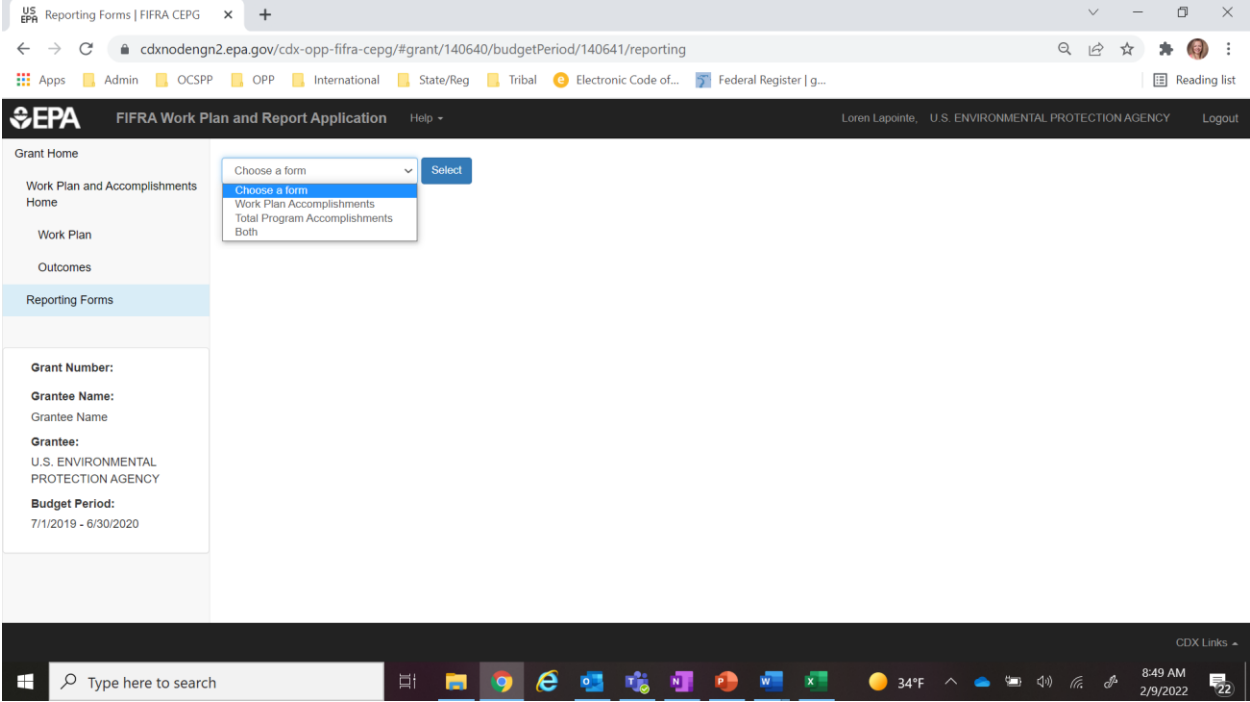 US
EPA Reporting Forms | FIFRA CEPG
cdxnodengn2.epa.gov/cdx-opp-fifra-cepg/#grant/140640/budgetPeriod/140641/reporting
Apps Admin OCSPP OPP International State/Reg Tribal Electronic Code of... Federal Register | g... Reading list
EPA FIFRA Work Plan and Report Application Help Loren Lapointe, U.S. ENVIRONMENTAL PROTECTION AGENCY Logout
Grant Home
Work Plan and Accomplishments
Home
Work Plan
Outcomes
Reporting Forms
Choose a form Select
Choose a form
Work Plan Accomplishments
Total Program Accomplishments
Both
Grant Number:
Grantee Name:
Grantee Name
Grantee:
U.S. ENVIRONMENTAL
PROTECTION AGENCY
Budget Period:
7/1/2019 - 6/30/2020
CDX Links
Type here to search
34°F
8:49 AM
2/9/2022
22